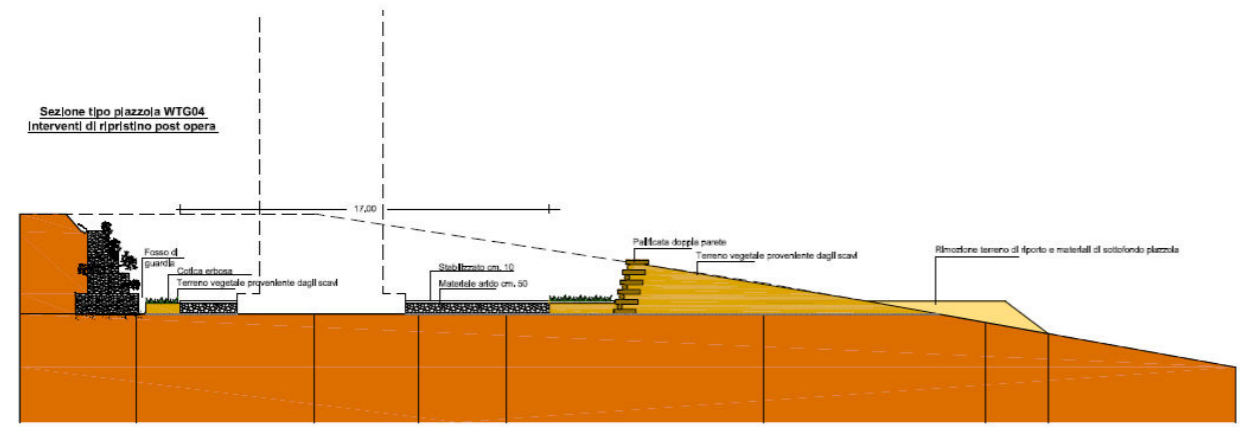 Sezione tipo piazzola WTG04
Interventi di ripristino post opera
17,00
Fosso di
guardia
Cotica erbosa
Terreno vegetale proveniente dagli scavi
Stabilizzato cm. 10
Materiale arido cm. 50
Palificata doppia parete
Terreno vegetale proveniente dagli scavi
Rimozione terreno di riporto e materiali di sottofondo piazzola